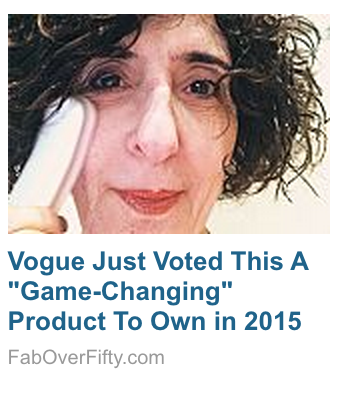 Vogue Just Voted This A
"Game-Changing"
Product To Own in 2015
FabOverFifty.com